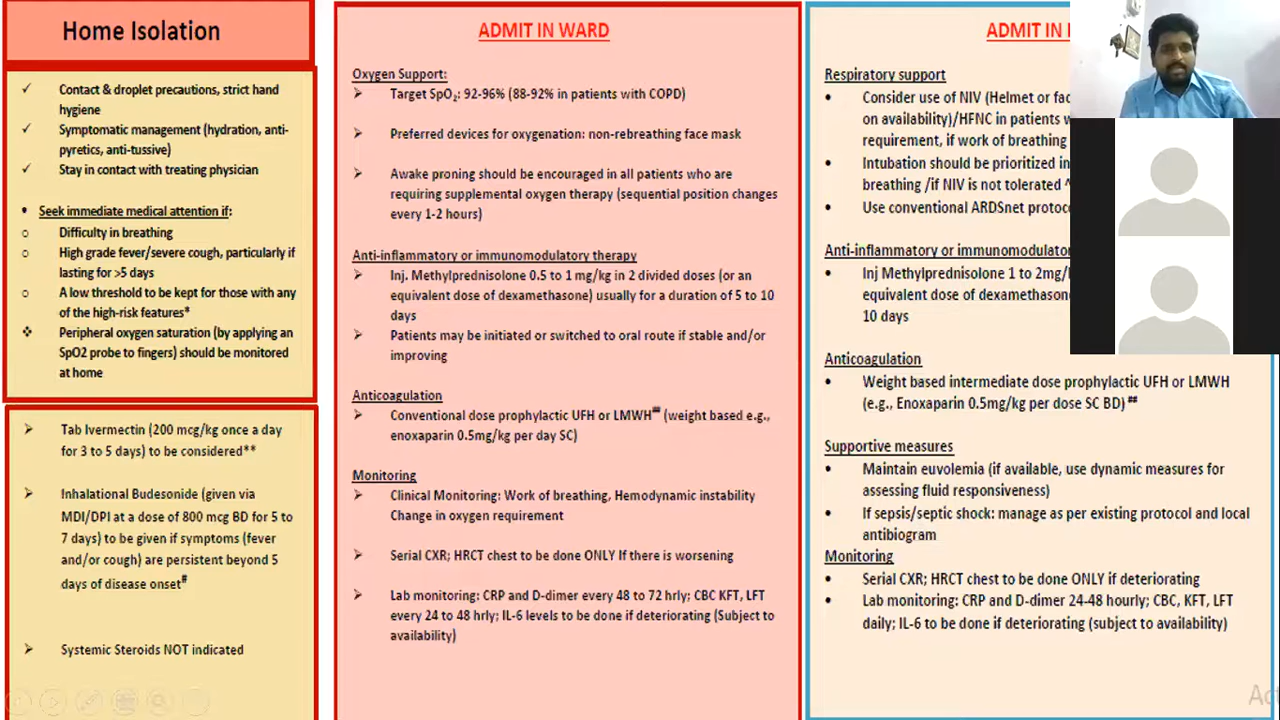 Home Isolation
Contact & droplet precautions, strict hand
hygiene
Symptomatic management (hydration, anti-
pyretics, anti-tussive)
Stay in contact with treating physician
Seek immediate medical attention if:
Difficulty in breathing
High grade fever/severe cough, particularly if
lasting for >5 days
A low threshold to be kept for those with any
of the high-risk features*
Peripheral oxygen saturation (by applying an
SpO2 probe to fingers) should be monitored
at home
Tab Ivermectin (200 mcg/kg once a day
for 3 to 5 days) to be considered**
Inhalational Budesonide (given via
MDI/DPI at a dose of 800 mcg BD for 5 to
7 days) to be given if symptoms (fever
and/or cough) are persistent beyond 5
days of disease onset#
Systemic Steroids NOT indicated
ADMIT IN WARD
Oxygen Support:
Target SpO₂: 92-96% (88-92% in patients with COPD)
Preferred devices for oxygenation: non-rebreathing face mask
Awake proning should be encouraged in all patients who are
requiring supplemental oxygen therapy (sequential position changes
every 1-2 hours)
Anti-inflammatory or immunomodulatory therapy
Inj. Methylprednisolone 0.5 to 1 mg/kg in 2 divided doses (or an
equivalent dose of dexamethasone) usually for a duration of 5 to 10
days
Patients may be initiated or switched to oral route if stable and/or
improving
Anticoagulation
Conventional dose prophylactic UFH or LMWH## (weight based e.g.,
enoxaparin 0.5mg/kg per day SC)
Monitoring
Clinical Monitoring: Work of breathing, Hemodynamic instability
Change in oxygen requirement
Serial CXR; HRCT chest to be done ONLY If there is worsening
Lab monitoring: CRP and D-dimer every 48 to 72 hrly; CBC KFT, LFT
every 24 to 48 hrly; IL-6 levels to be done if deteriorating (Subject to
availability)
ADMIT IN
Respiratory support
Consider use of NIV (Helmet or
on availability)/HFNC in patients
requirement, if work of breathing
Intubation should be prioritized in
breathing /if NIV is not tolerated ^
Use conventional ARDSnet
Anti-inflammatory or
Inj Methylprednisolone 1 to
equivalent dose of dexamethasone
10 days
Anticoagulation
Weight based intermediate dose prophylactic UFH or LMWH
(e.g., Enoxaparin 0.5mg/kg per dose SC BD) ##
Supportive measures
Maintain euvolemia (if available, use dynamic measures for
assessing fluid responsiveness)
If sepsis/septic shock: manage as per existing protocol and local
antibiogram
Monitoring
Serial CXR; HRCT chest to be done ONLY if deteriorating
Lab monitoring: CRP and D-dimer 24-48 hourly; CBC, KFT, LFT
daily; IL-6 to be done if deteriorating (subject to availability)